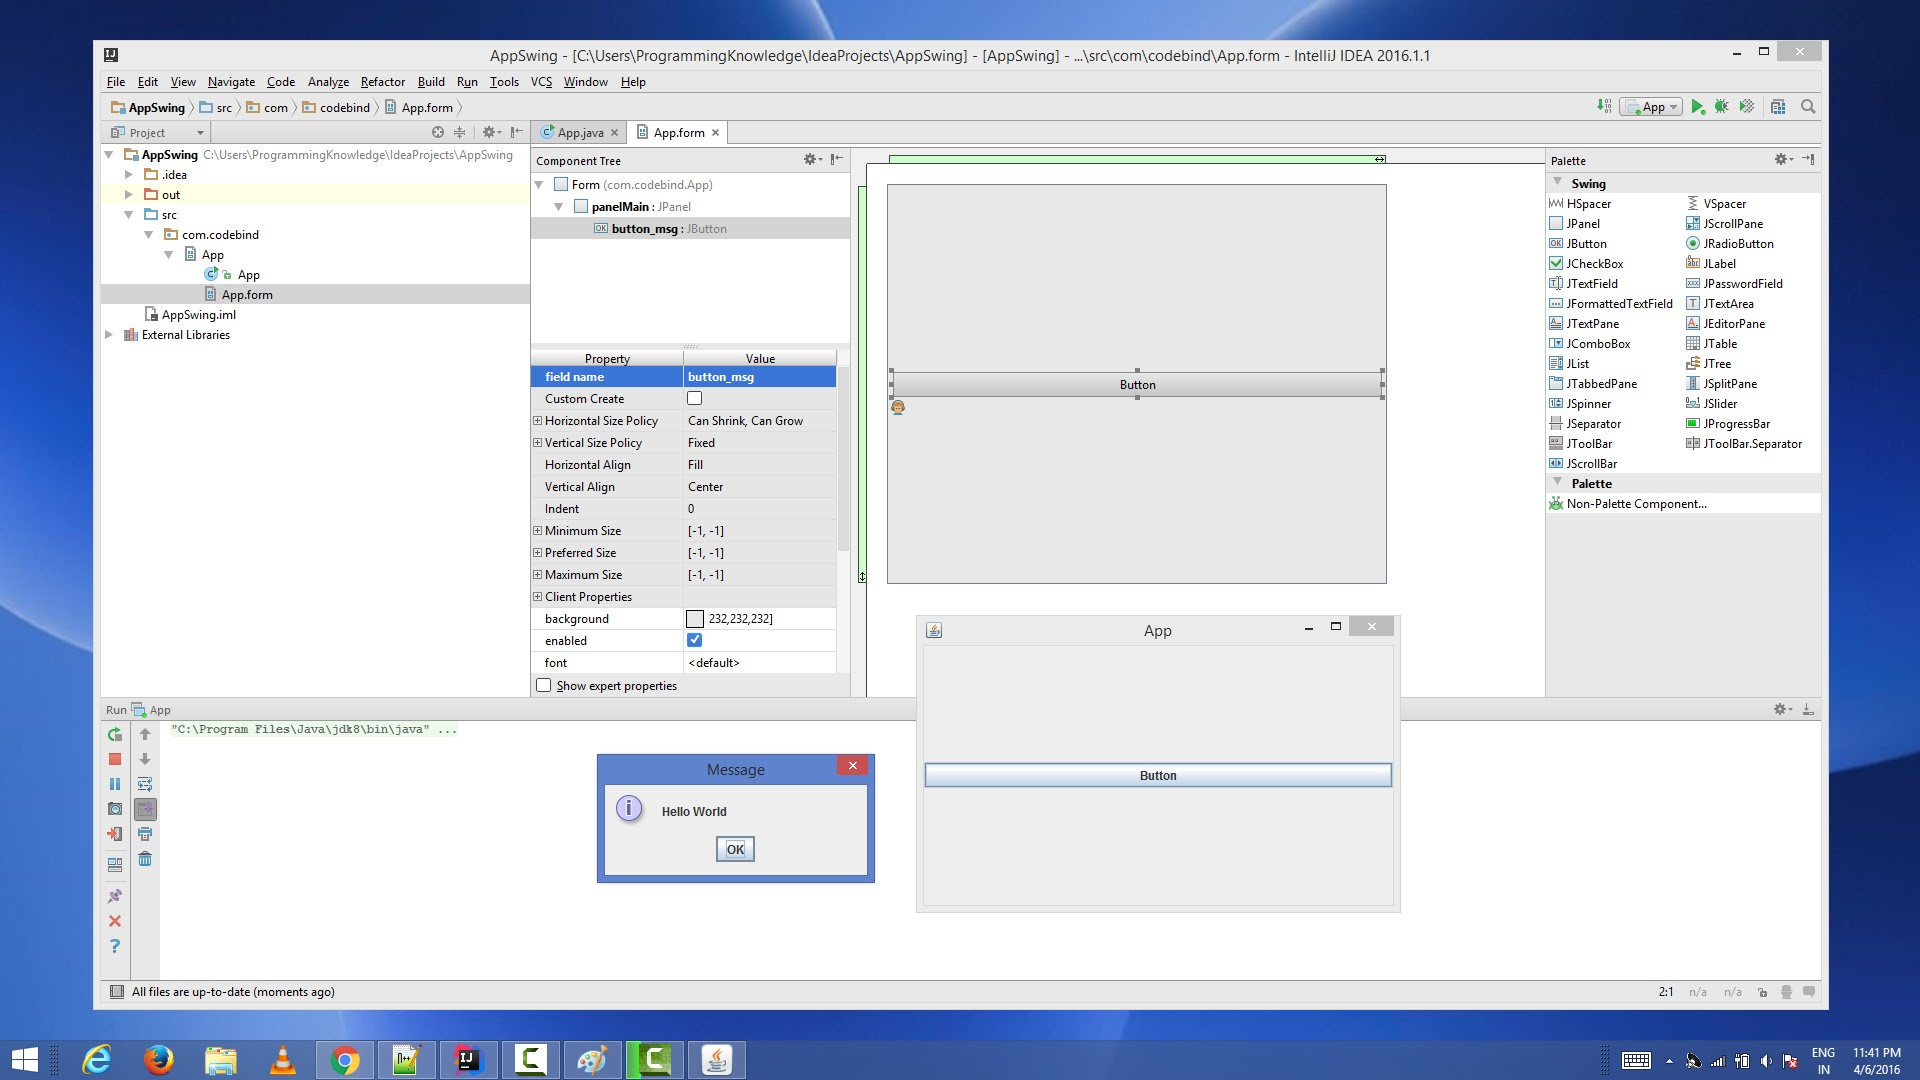 AppSwing - [C:\Users\ProgrammingKnowledge\IdeaProjects\AppSwing] - [AppSwing] - ...\src\com\codebind\App.form - IntelliJ IDEA 2016.1.1
File Edit View Navigate Code Analyze Refactor Build Run Tools VCS Window Help
AppSwing src com codebind App.form
App
Project
App.java App.form
AppSwing C:\Users\ProgrammingKnowledge\IdeaProjects\AppSwing
.idea
out
src
com.codebind
App
App
App.form
AppSwing.iml
External Libraries
Component Tree
Form (com.codebind.App)
panelMain : JPanel
button_msg : JButton
Property Value
field name button_msg
Custom Create
Horizontal Size Policy Can Shrink, Can Grow
Vertical Size Policy Fixed
Horizontal Align Fill
Vertical Align Center
Indent 0
Minimum Size [-1, -1]
Preferred Size [-1, -1]
Maximum Size [-1, -1]
Client Properties
background 232,232,232]
enabled
font <default>
Show expert properties
Button
Palette
Swing
HSpacer VSpacer
JPanel JScrollPane
JButton JRadioButton
JCheckBox JLabel
JTextField JPasswordField
JFormattedTextField JTextArea
JTextPane JEditorPane
JComboBox JTable
JList JTree
JTabbedPane JSplitPane
JSpinner JSlider
JSeparator JProgressBar
JToolBar JToolBar.Separator
JScrollBar
Palette
Non-Palette Component...
App
Button
Run App
"C:\Program Files\Java\jdk8\bin\java" ...
Message
Hello World
OK
All files are up-to-date (moments ago)
2:1 n/a n/a
ENG
IN
11:41 PM
4/6/2016